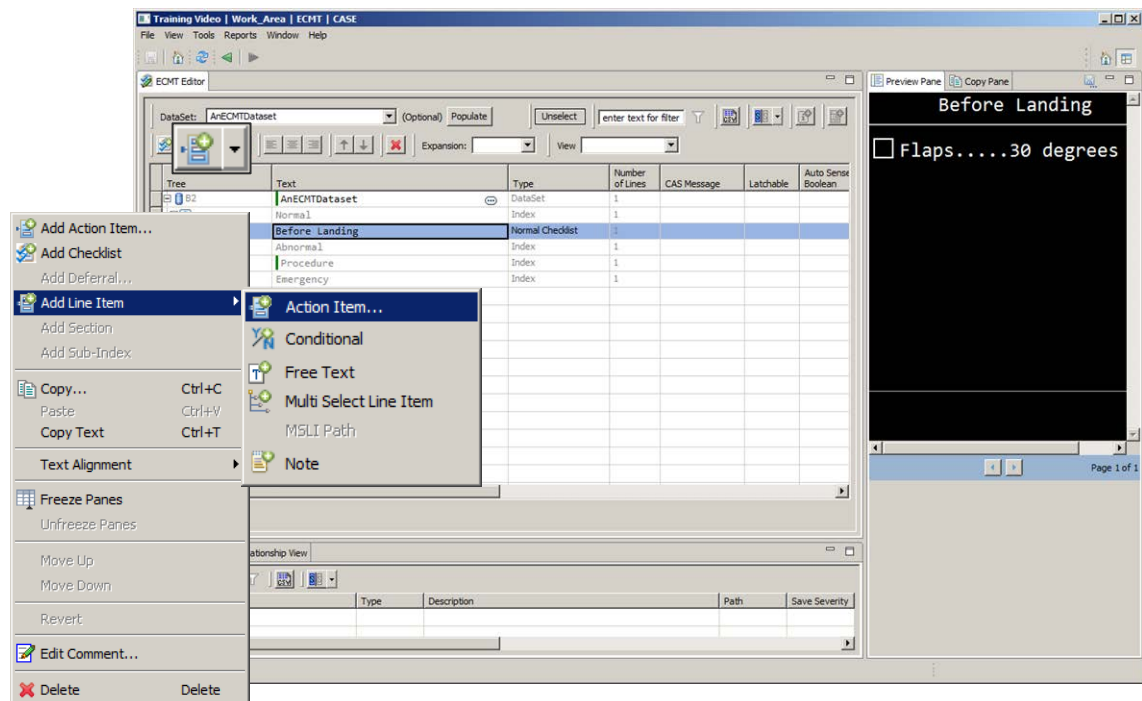 Training Video | Work_Area | ECMT | CASE
File View Tools Reports Window Help
ECMT Editor
DataSet: AnECMTDataset (Optional) Populate Unselect enter text for filter CSV
Expansion: View
Tree Text Type Number of Lines CAS Message Latchable Auto Sense Boolean
B2 AnECMTDataset DataSet 1
Normal Index 1
Before Landing Normal Checklist 1
Abnormal Index 1
Procedure Index 1
Emergency Index 1
Add Action Item...
Add Checklist
Add Deferral...
Add Line Item
Add Section
Add Sub-Index
Copy... Ctrl+C
Paste Ctrl+V
Copy Text Ctrl+T
Text Alignment
Freeze Panes
Unfreeze Panes
Move Up
Move Down
Revert
Edit Comment...
Delete Delete
Action Item...
Conditional
Free Text
Multi Select Line Item
MSLI Path
Note
ationship View
CSV
Type Description Path Save Severity
Preview Pane Copy Pane
Before Landing
Flaps.....30 degrees
Page 1 of 1